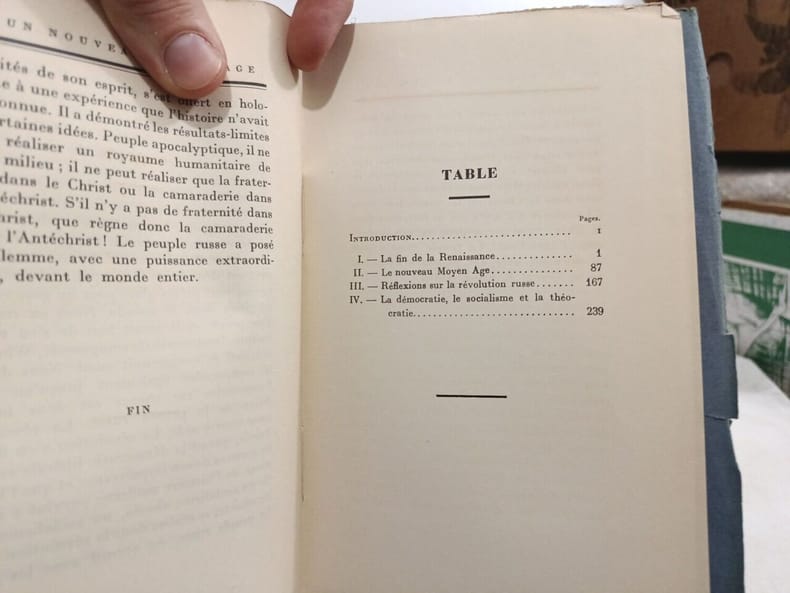 UN NOUVE AGE
ités de son esprit, s'est offert en holo-
e à une expérience que l'histoire n'avait
onnue. Il a démontré les résultats-limites
rtaines idées. Peuple apocalyptique, il ne
réaliser un royaume humanitaire de
milieu ; il ne peut réaliser que la frater-
dans le Christ ou la camaraderie dans
échrist. S'il n'y a pas de fraternité dans
hrist, que règne donc la camaraderie
l'Antéchrist! Le peuple russe a posé
lemme, avec une puissance extraordi-
, devant le monde entier.
FIN
TABLE
Pages.
INTRODUCTION............................ I
I. — La fin de la Renaissance.............. 1
II. — Le nouveau Moyen Age............... 87
III. — Réflexions sur la révolution russe....... 167
IV. — La démocratie, le socialisme et la théo-
cratie............................ 239